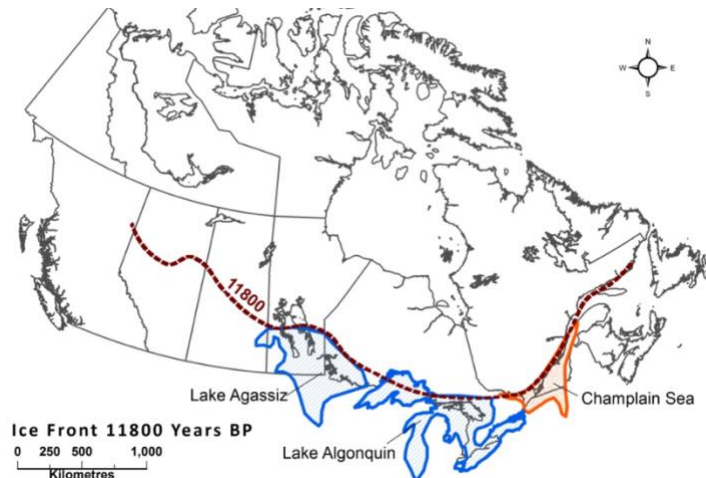 N
W E
S
11800
Lake Agassiz
Champlain Sea
Ice Front 11800 Years BP
Lake Algonquin
0 250 500 1,000
Kilometres